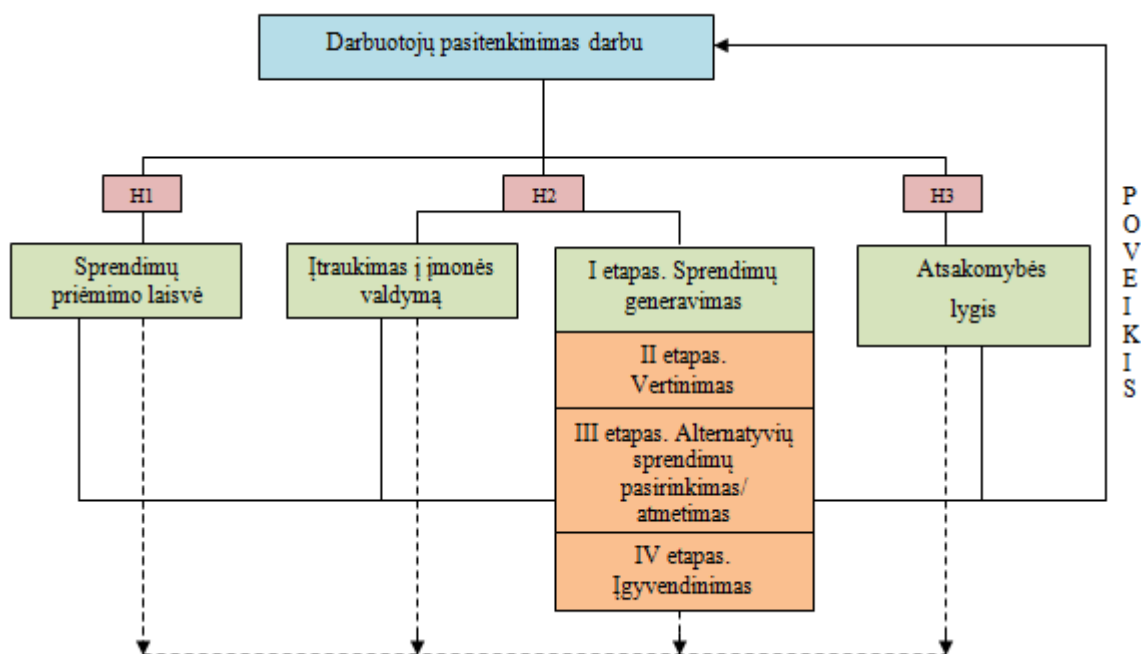 Darbuotojų pasitenkinimas darbu
H1
H2
H3
Sprendimų
priėmimo laisvė
Įtraukimas į įmonės
valdymą
I etapas. Sprendimų
generavimas
Atsakomybės
lygis
II etapas.
Vertinimas
III etapas. Alternatyvių
sprendimų
pasirinkimas/
atmetimas
IV etapas.
Įgyvendinimas
P
O
V
E
I
K
I
S